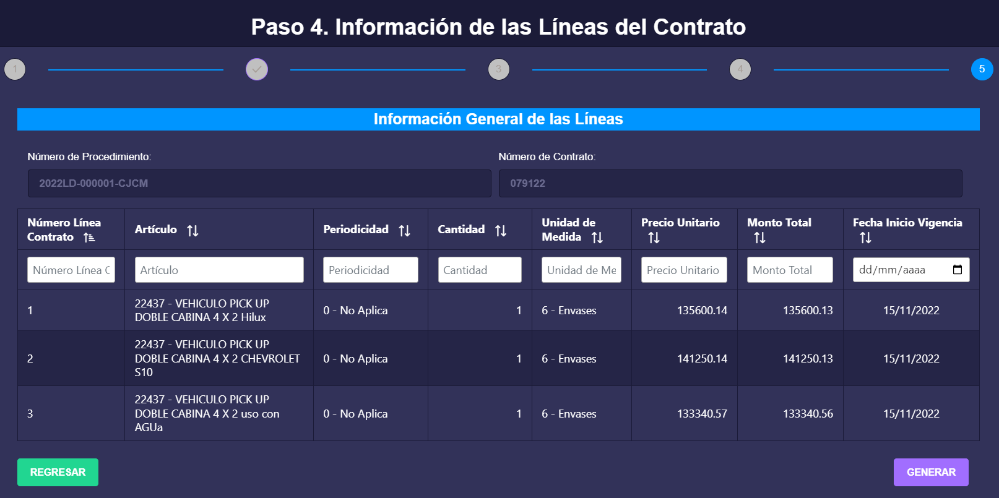 Paso 4. Información de las Líneas del Contrato
1
3
4
5
Información General de las Líneas
Número de Procedimiento:
Número de Contrato:
2022LD-000001-CJCM
079122
Número Línea Contrato
Artículo
Periodicidad
Cantidad
Unidad de Medida
Precio Unitario
Monto Total
Fecha Inicio Vigencia
Número Línea C
Artículo
Periodicidad
Cantidad
Unidad de Me
Precio Unitario
Monto Total
dd/mm/aaaa
1
22437 - VEHICULO PICK UP
DOBLE CABINA 4 X 2 Hilux
0 - No Aplica
1
6 - Envases
135600.14
135600.13
15/11/2022
2
22437 - VEHICULO PICK UP
DOBLE CABINA 4 X 2 CHEVROLET
S10
0 - No Aplica
1
6 - Envases
141250.14
141250.13
15/11/2022
3
22437 - VEHICULO PICK UP
DOBLE CABINA 4 X 2 uso con
AGUa
0 - No Aplica
1
6 - Envases
133340.57
133340.56
15/11/2022
REGRESAR
GENERAR